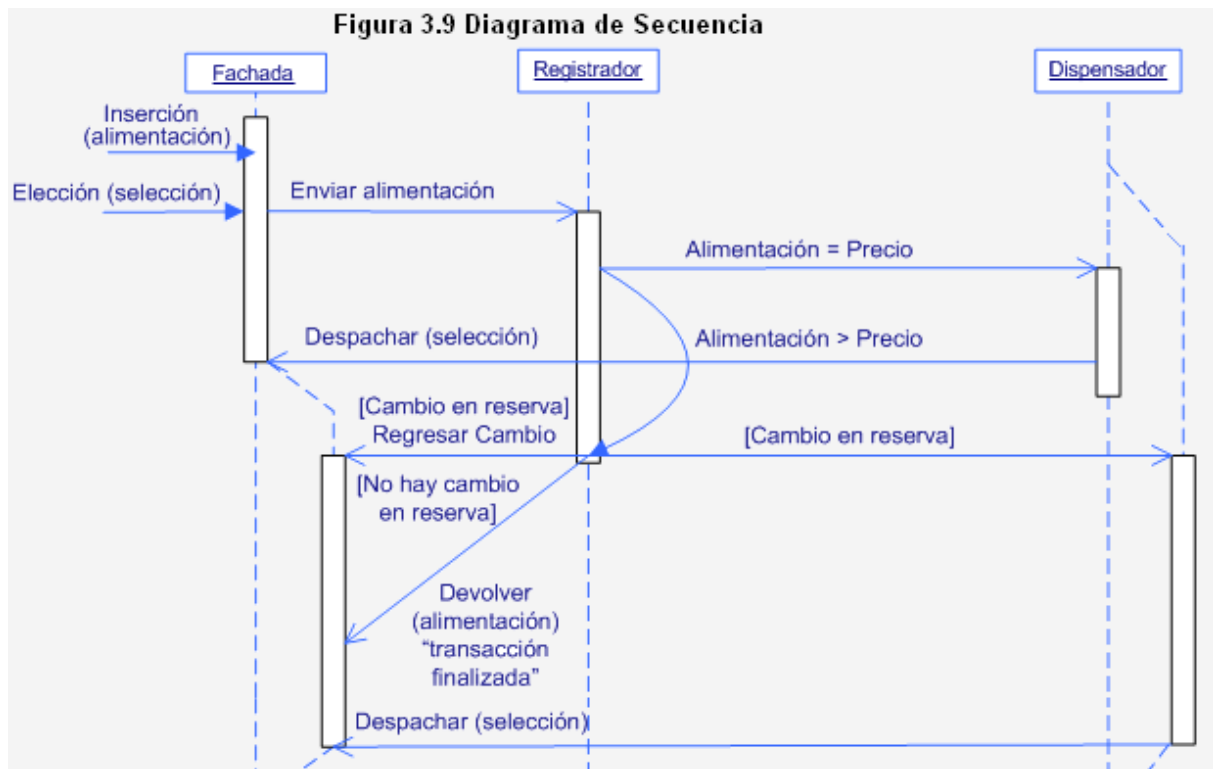 Figura 3.9 Diagrama de Secuencia
Fachada
Registrador
Dispensador
Inserción
(alimentación)
Elección (selección)
Enviar alimentación
Alimentación = Precio
Despachar (selección)
Alimentación > Precio
[Cambio en reserva]
Regresar Cambio
[Cambio en reserva]
[No hay cambio
en reserva]
Devolver
(alimentación)
“transacción
finalizada”
Despachar (selección)